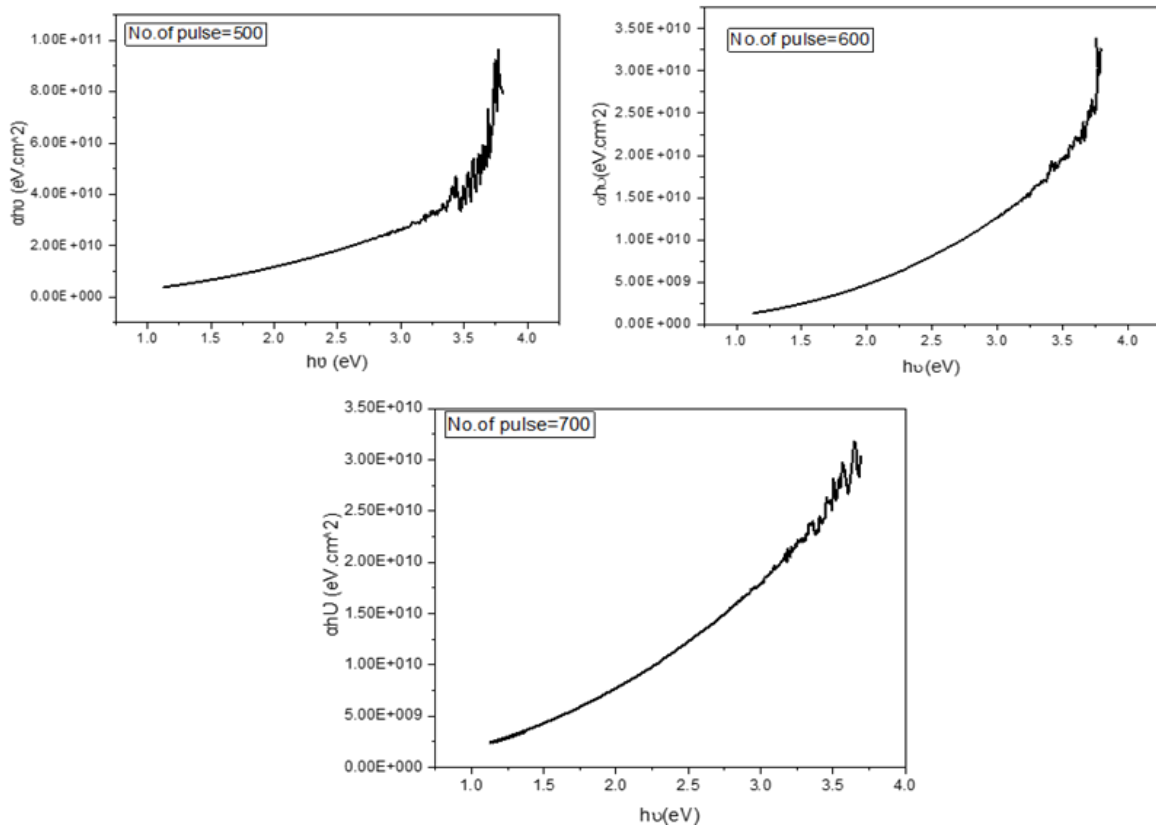 No.of pulse=500
1.00E+011
8.00E+010
6.00E+010
4.00E+010
2.00E+010
0.00E+000
αhυ (eV.cm^2)
1.0 1.5 2.0 2.5 3.0 3.5 4.0
hυ (eV)
No.of pulse=600
3.50E+010
3.00E+010
2.50E+010
2.00E+010
1.50E+010
1.00E+010
5.00E+009
0.00E+000
αhυ(eV.cm^2)
1.0 1.5 2.0 2.5 3.0 3.5 4.0
hυ(eV)
No.of pulse=700
3.50E+010
3.00E+010
2.50E+010
2.00E+010
1.50E+010
1.00E+010
5.00E+009
0.00E+000
αhU (eV.cm^2)
1.0 1.5 2.0 2.5 3.0 3.5 4.0
hυ(eV)